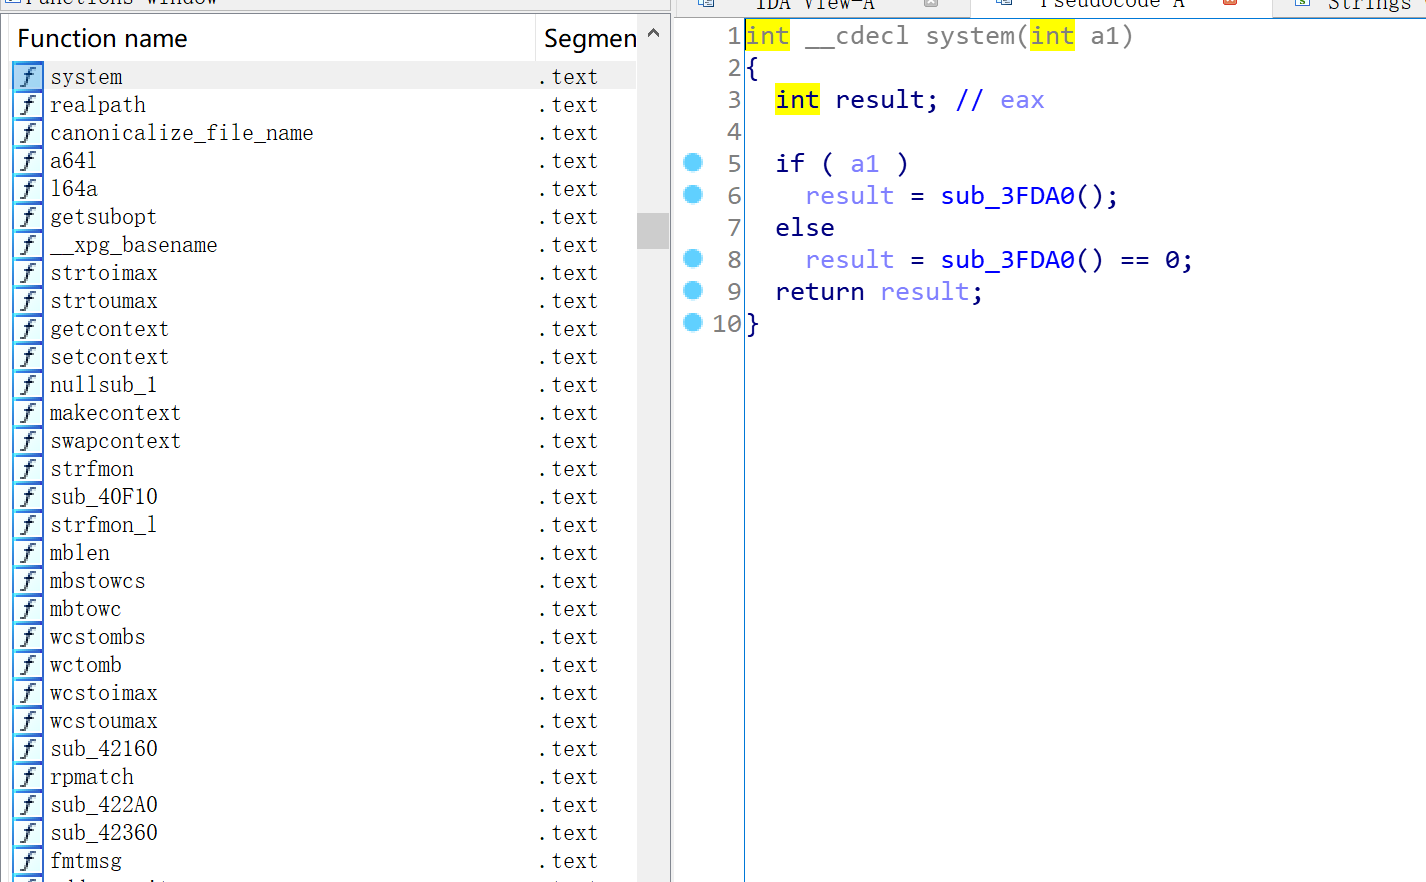 Functions window
Function name Segmen
system .text
realpath .text
canonicalize_file_name .text
a64l .text
l64a .text
getsubopt .text
__xpg_basename .text
strtoimax .text
strtoumax .text
getcontext .text
setcontext .text
nullsub_1 .text
makecontext .text
swapcontext .text
strfmon .text
sub_40F10 .text
strfmon_l .text
mblen .text
mbstowcs .text
mbtowc .text
wcstombs .text
wctomb .text
wcstoimax .text
wcstoumax .text
sub_42160 .text
rpmatch .text
sub_422A0 .text
sub_42360 .text
fmtmsg .text
IDA View-A Pseudocode A Strings
1 int __cdecl system(int a1)
2 {
3 int result; // eax
4
5 if ( a1 )
6 result = sub_3FDA0();
7 else
8 result = sub_3FDA0() == 0;
9 return result;
10 }